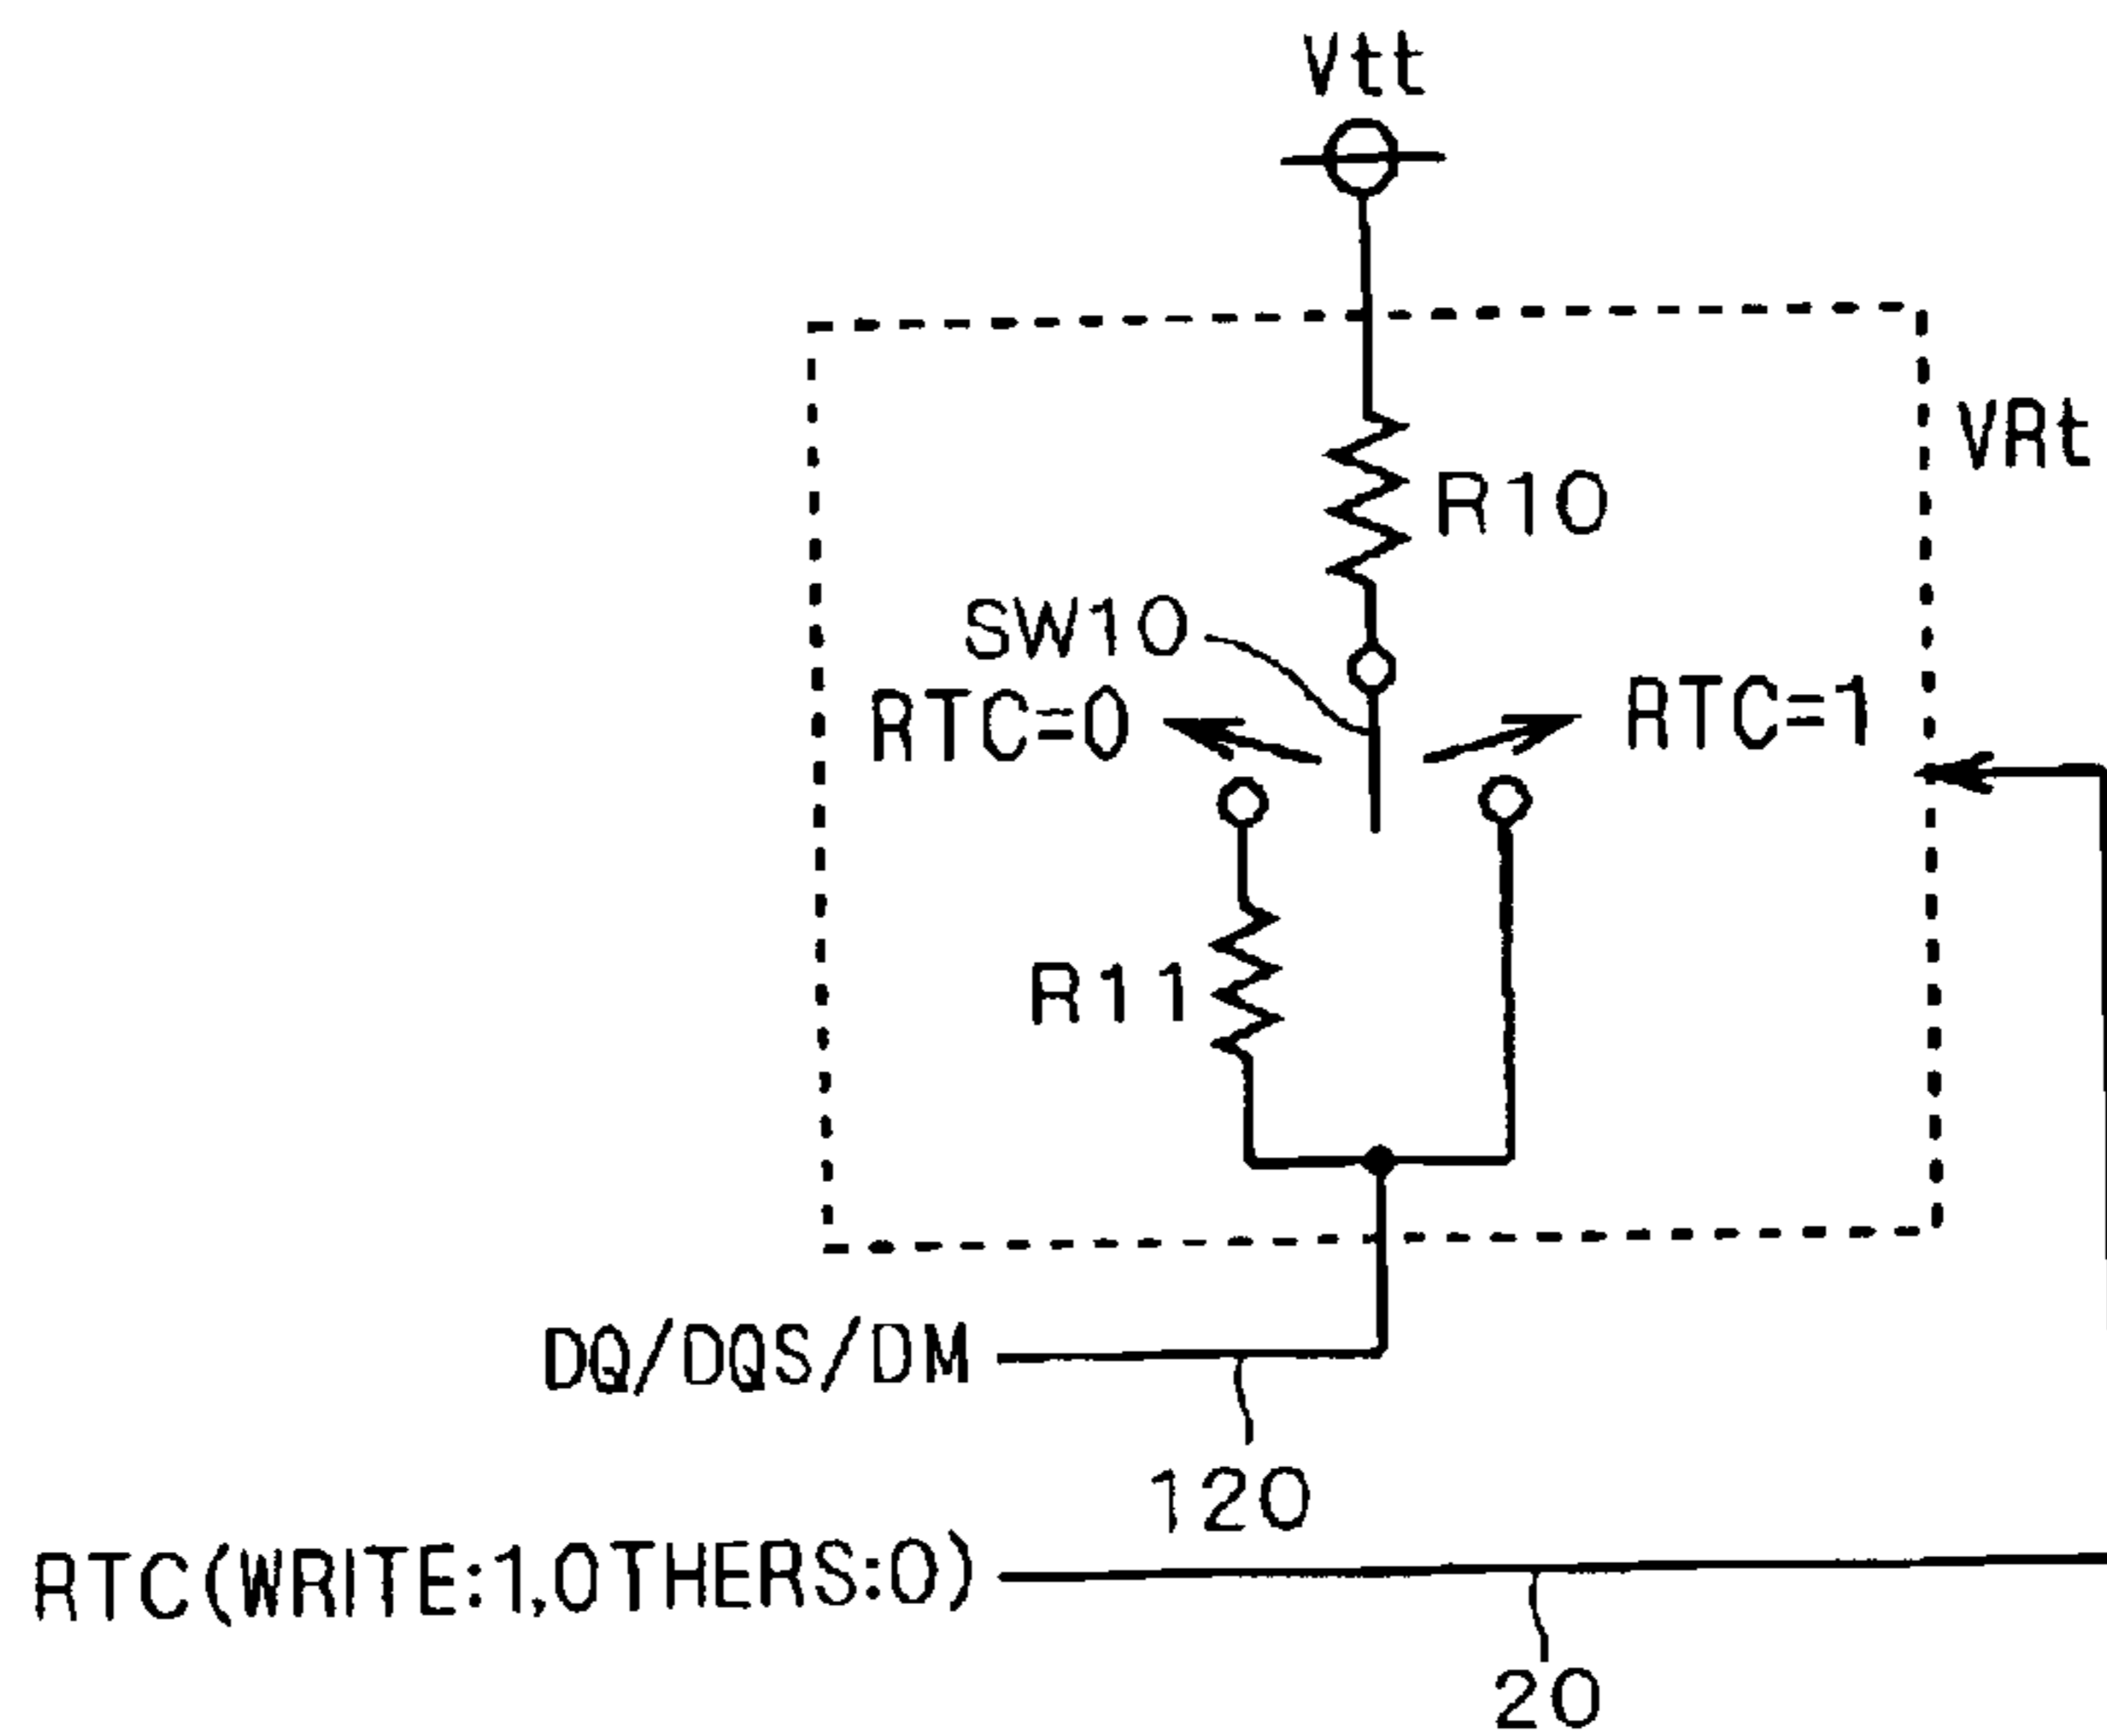 Vtt
VRt
R10
SW10
RTC=0
RTC=1
R11
DQ/DQS/DM
120
RTC(WRITE:1,OTHERS:0)
20